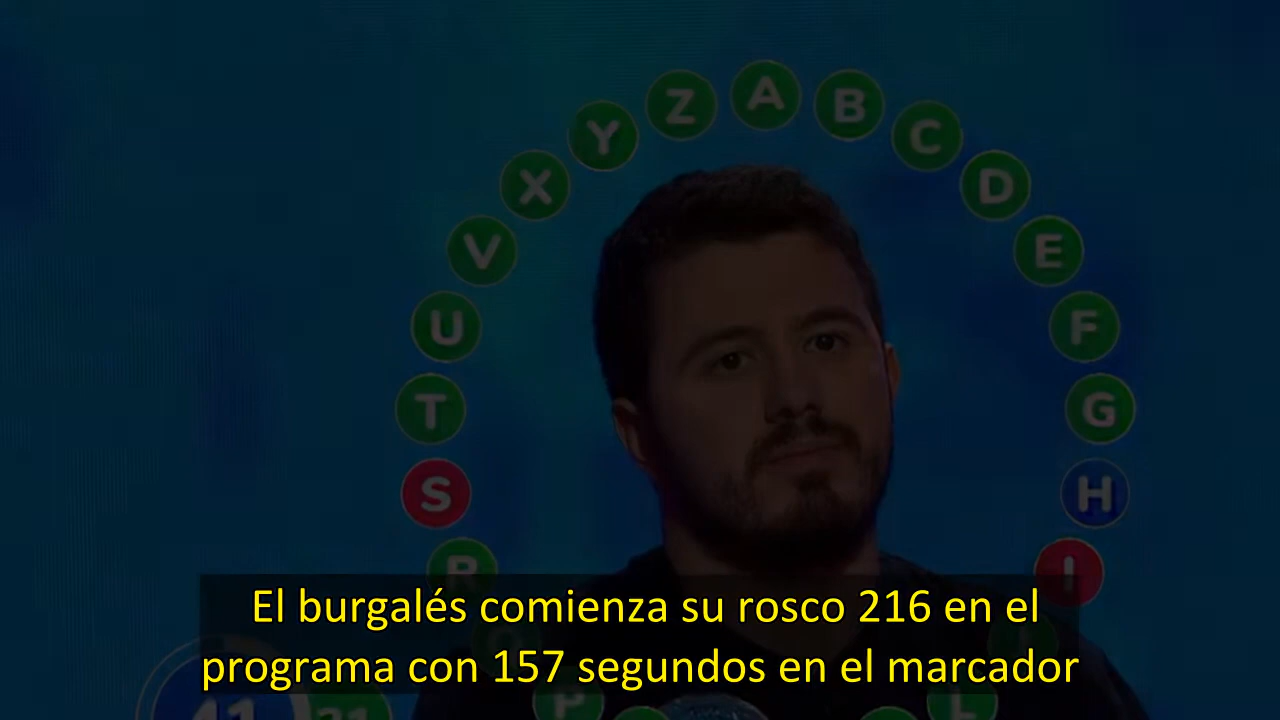 Z
A
B
Y
C
X
D
V
E
U
F
T
G
S
H
R
I
El burgalés comienza su rosco 216 en el
programa con 157 segundos en el marcador
P
L